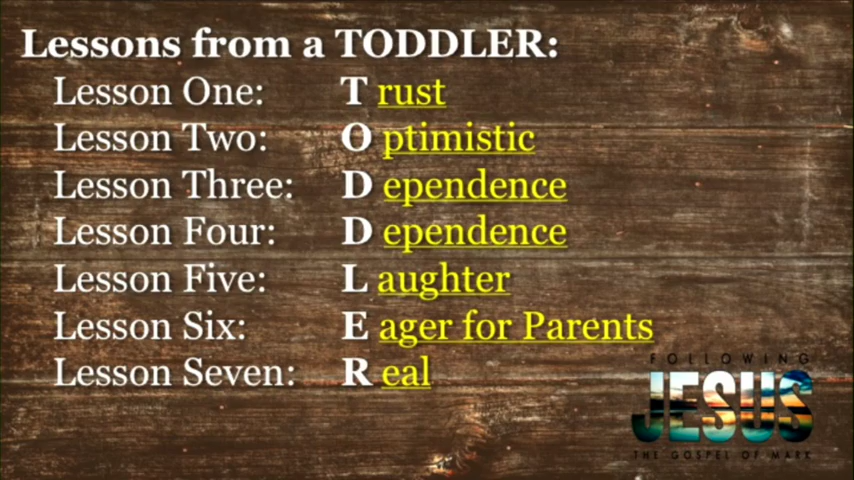 Lessons from a TODDLER:
Lesson One: T rust
Lesson Two: O ptimistic
Lesson Three: D ependence
Lesson Four: D ependence
Lesson Five: L aughter
Lesson Six: E ager for Parents
Lesson Seven: R eal
FOLLOWING
JESUS
THE GOSPEL OF MARK